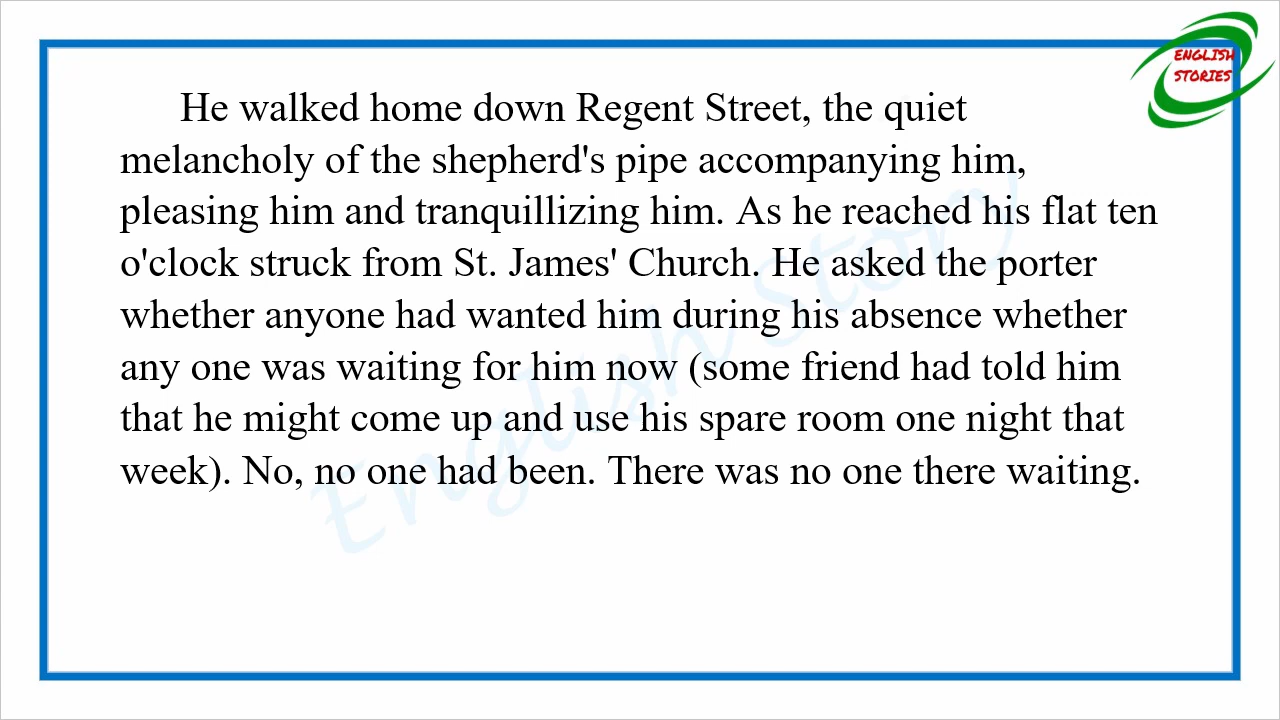 ENGLISH
STORIES
He walked home down Regent Street, the quiet
melancholy of the shepherd's pipe accompanying him,
pleasing him and tranquillizing him. As he reached his flat ten
o'clock struck from St. James' Church. He asked the porter
whether anyone had wanted him during his absence whether
any one was waiting for him now (some friend had told him
that he might come up and use his spare room one night that
week). No, no one had been. There was no one there waiting.
English Story